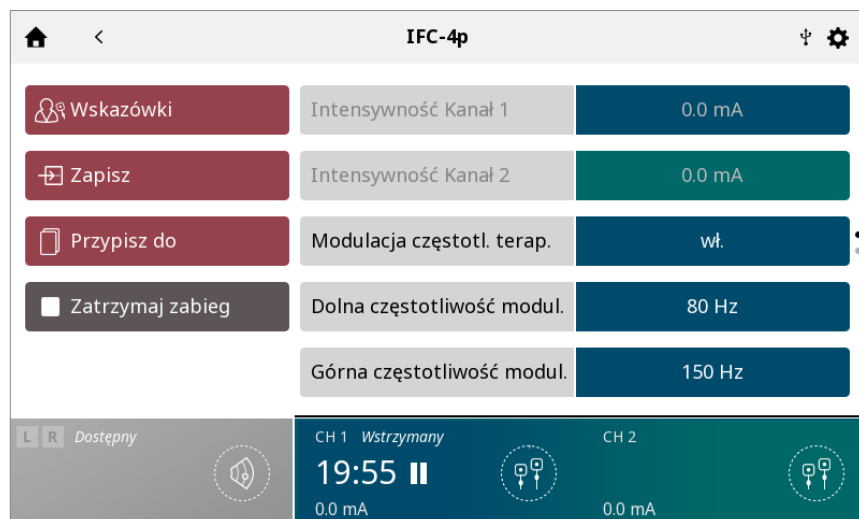 IFC-4p
Wskazówki
Intensywność Kanał 1 0.0 mA
Zapisz
Intensywność Kanał 2 0.0 mA
Przypisz do
Modulacja częstotl. terap. wł.
Zatrzymaj zabieg
Dolna częstotliwość modul. 80 Hz
Górna częstotliwość modul. 150 Hz
L R Dostępny
CH 1 Wstrzymany
19:55
0.0 mA
CH 2
0.0 mA